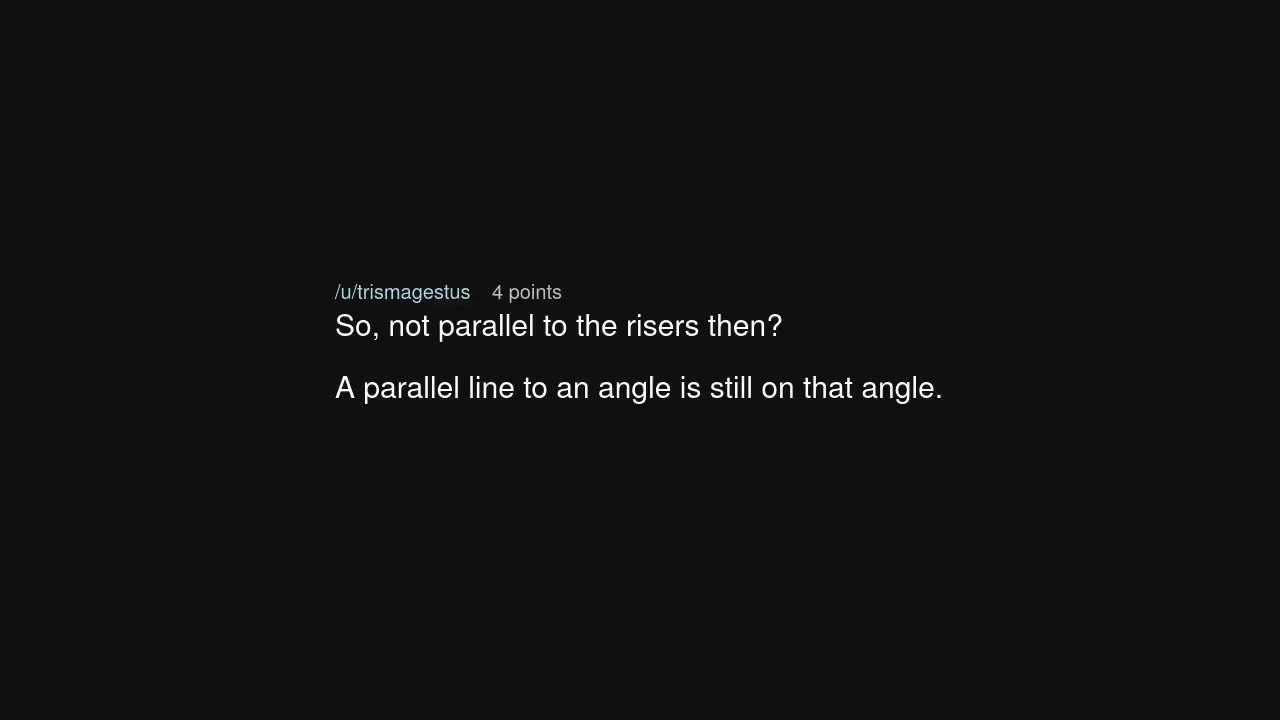 /u/trismagestus 4 points
So, not parallel to the risers then?
A parallel line to an angle is still on that angle.